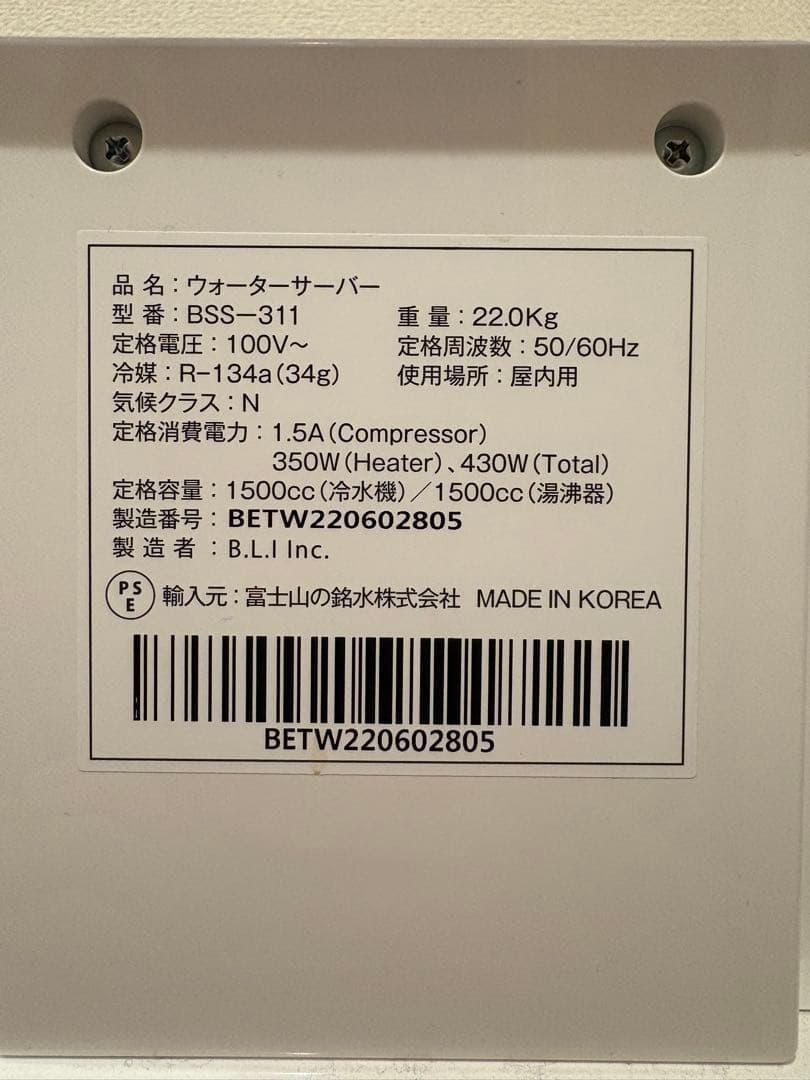 品 名：ウォーターサーバー
型 番：BSS−311 重 量：22.0Kg
定格電圧：100V〜 定格周波数：50/60Hz
冷媒：R−134a(34g) 使用場所：屋内用
気候クラス：N
定格消費電力：1.5A(Compressor)
350W(Heater)、430W(Total)
定格容量：1500cc(冷水機)／1500cc(湯沸器)
製造番号：BETW220602805
製 造 者 ：B.L.I Inc.
PS E 輸入元：富士山の銘水株式会社 MADE IN KOREA
BETW220602805